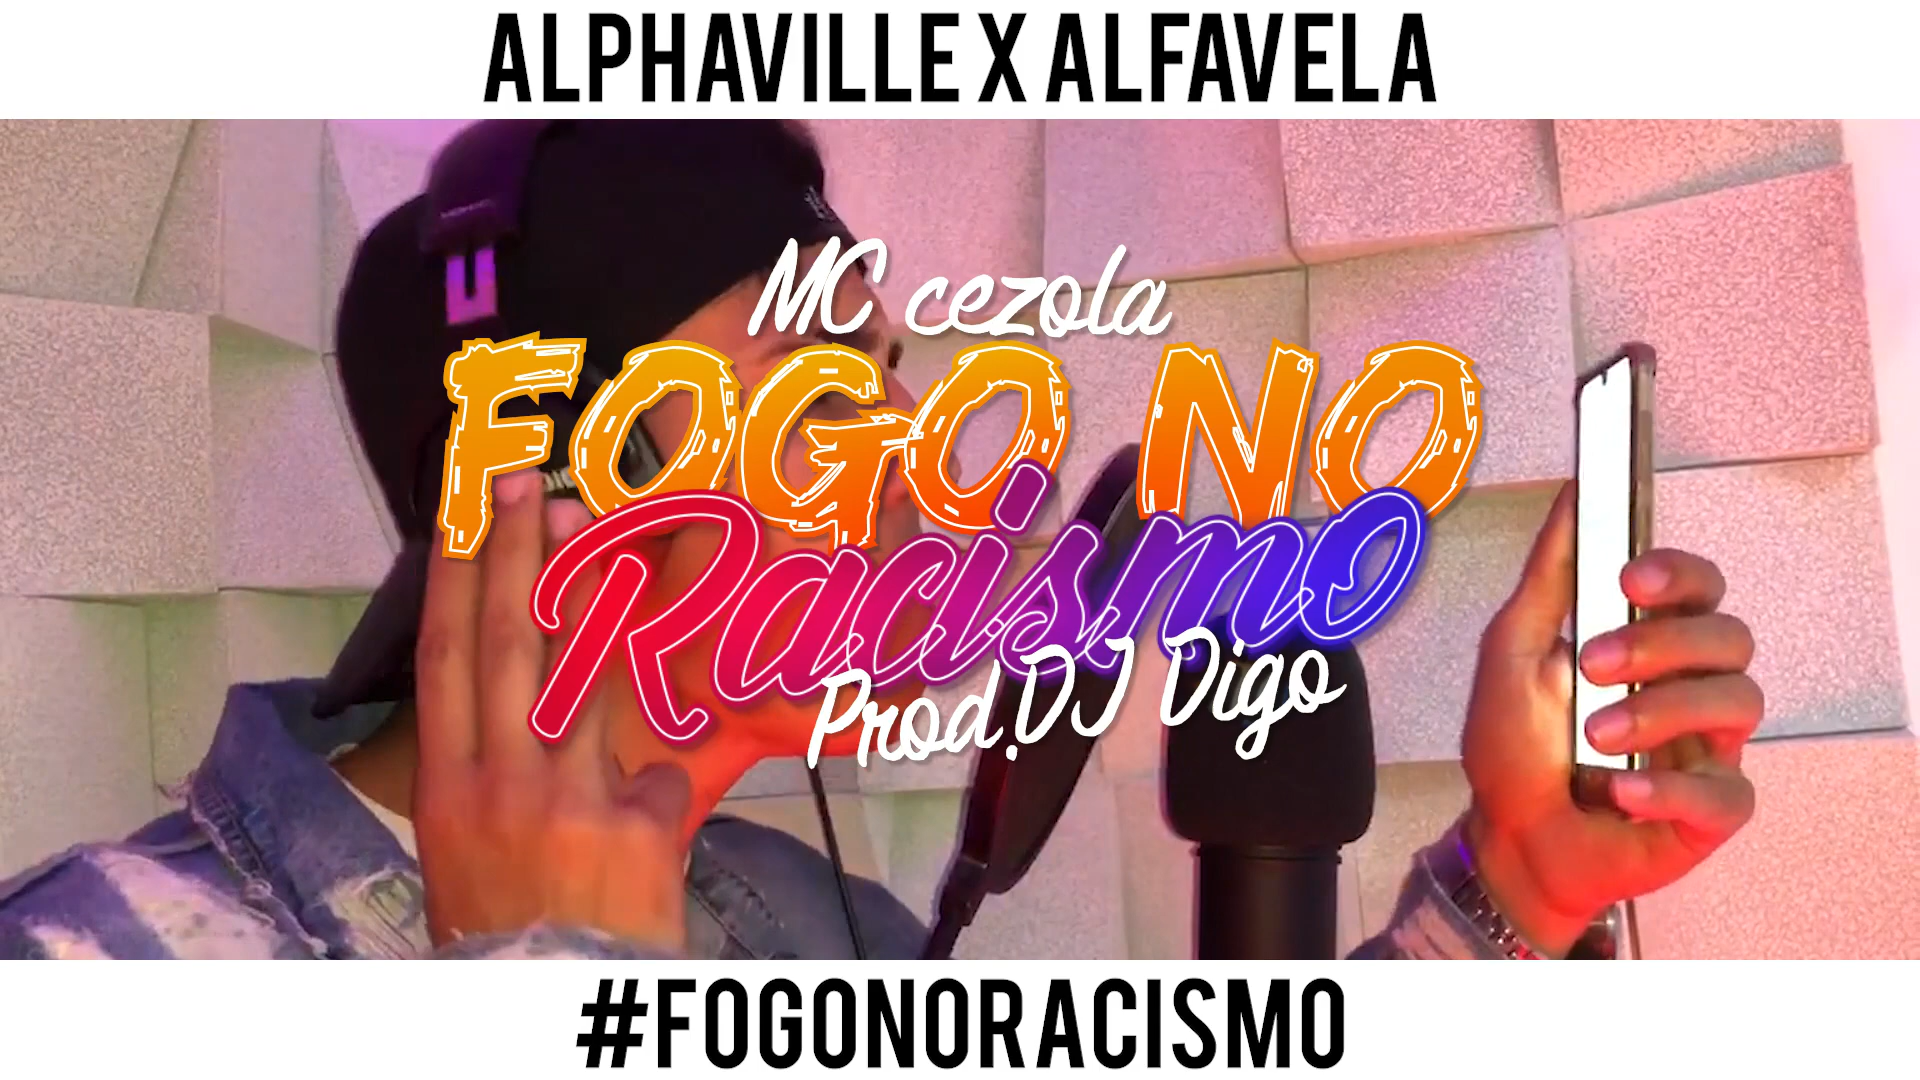 ALPHAVILLE X ALFAVELA
MC cezola
FOGO NO
Racismo
Prod.DJ Digo
#FOGONORACISMO